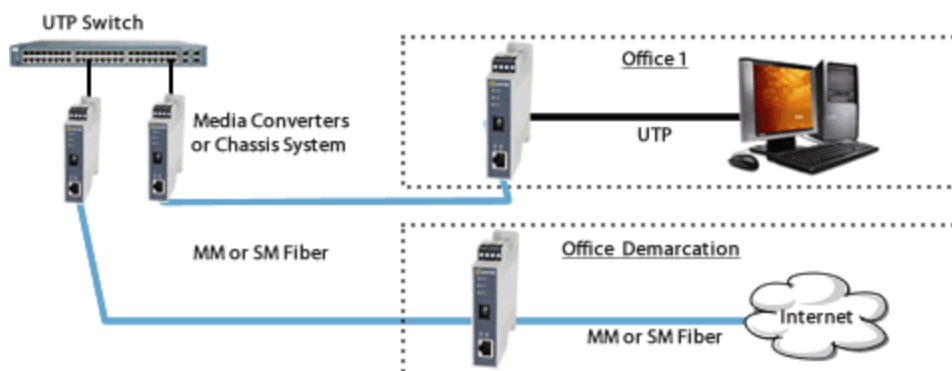 UTP Switch
Office 1
Media Converters
or Chassis System
UTP
MM or SM Fiber
Office Demarcation
Internet
MM or SM Fiber